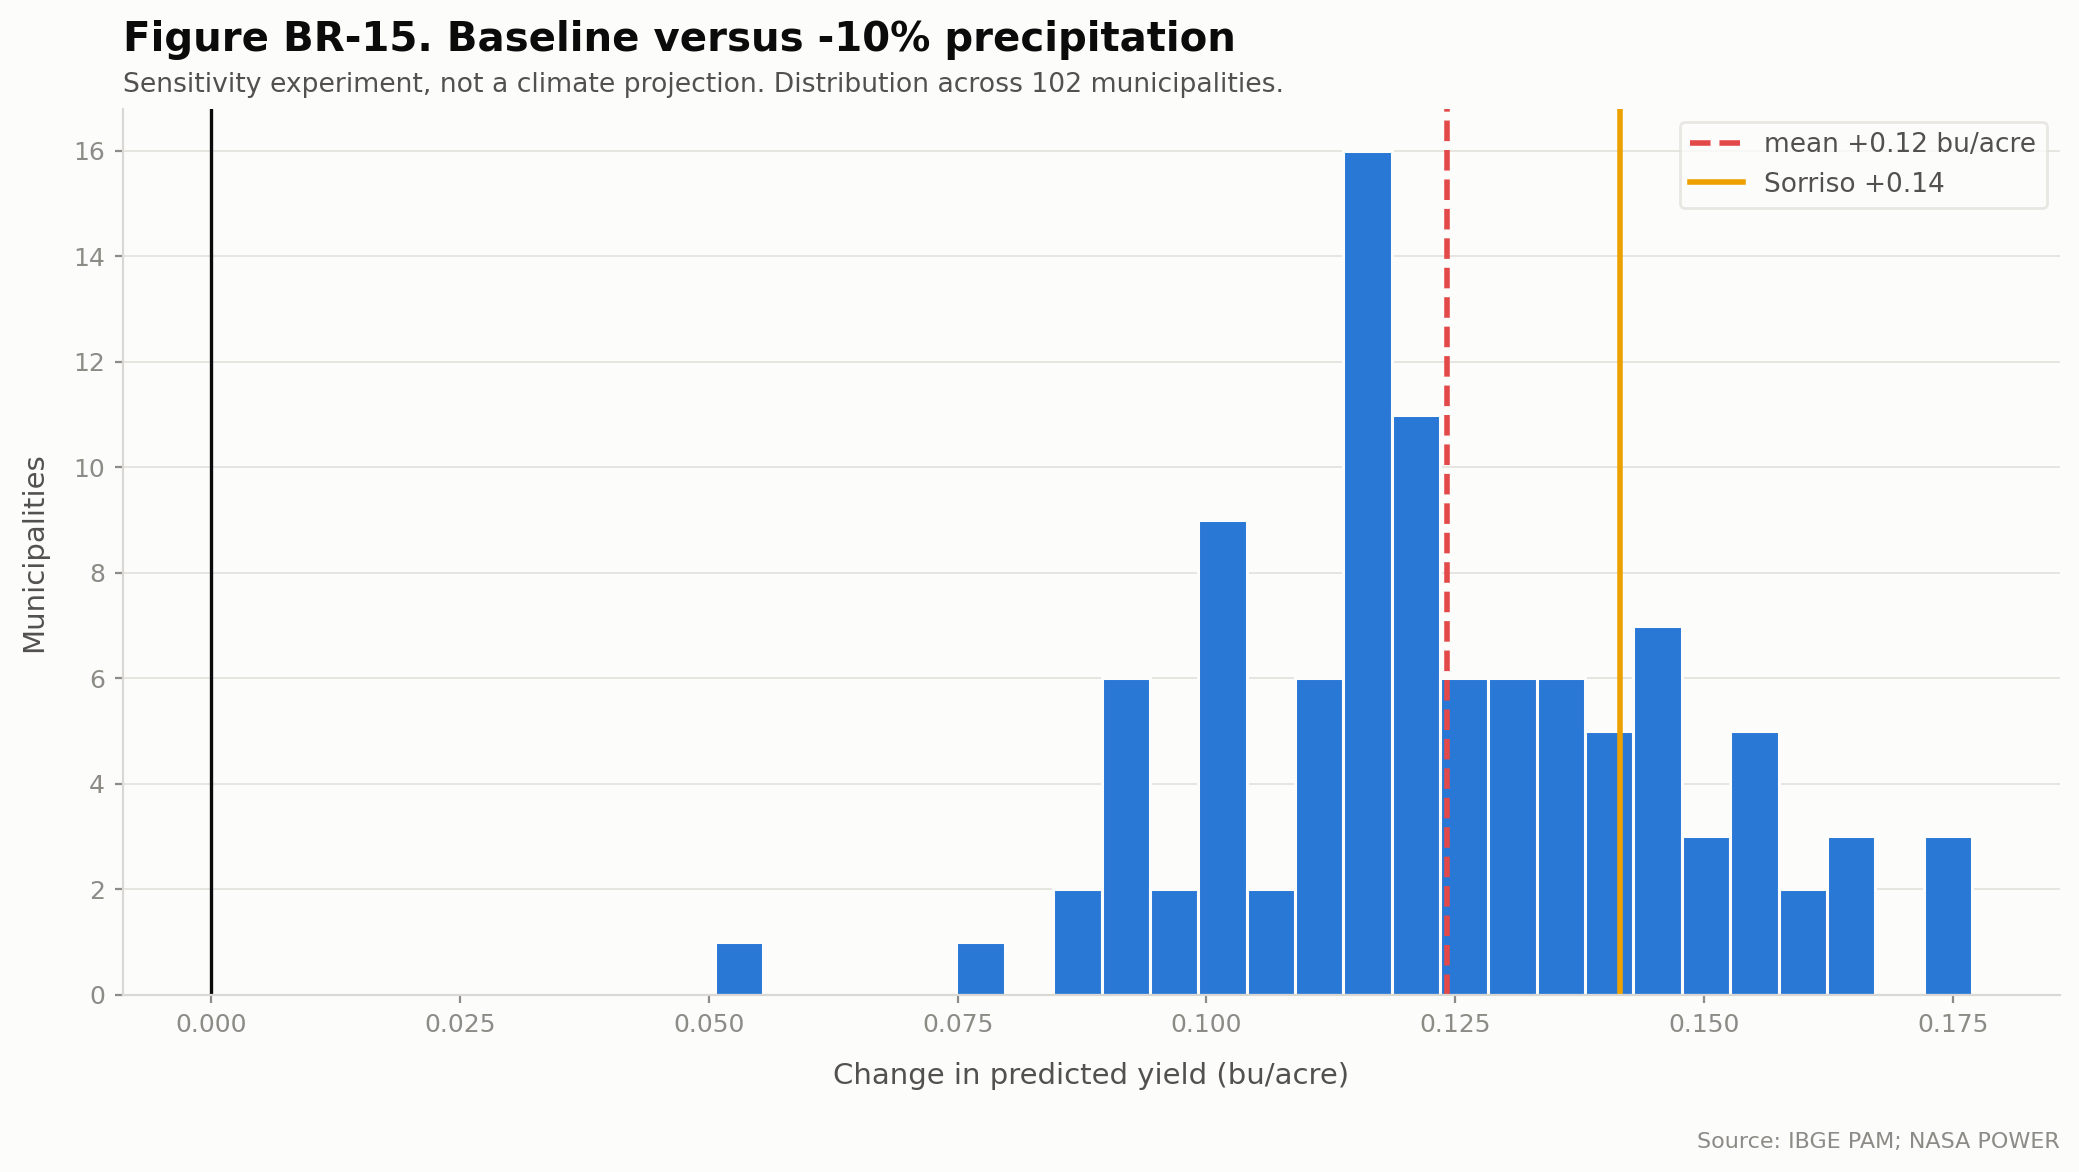 Figure BR-15. Baseline versus -10% precipitation
Sensitivity experiment, not a climate projection. Distribution across 102 municipalities.
mean +0.12 bu/acre
Sorriso +0.14
Municipalities
16
14
12
10
8
6
4
2
0
0.000
0.025
0.050
0.075
0.100
0.125
0.150
0.175
Change in predicted yield (bu/acre)
Source: IBGE PAM; NASA POWER